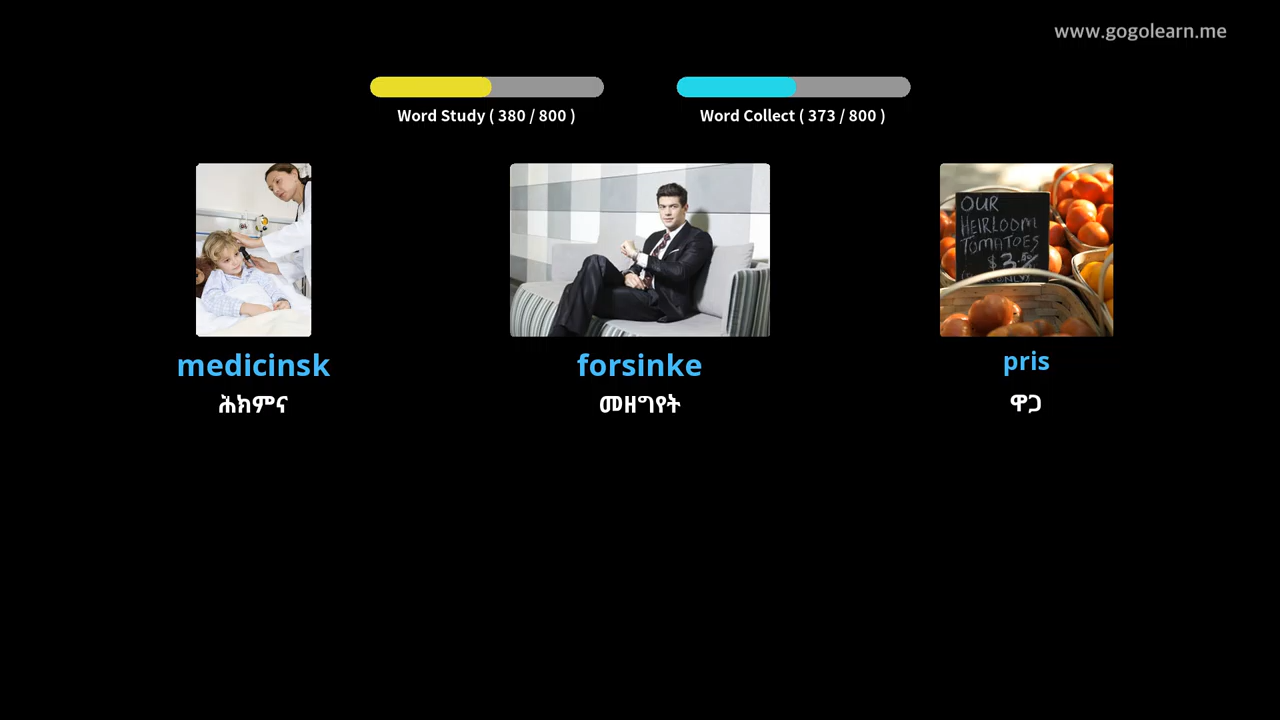 www.gogolearn.me
Word Study ( 380 / 800 )
Word Collect ( 373 / 800 )
OUR
HEIRLOOM
TOMATOES
medicinsk
ሕክምና
forsinke
መዘግየት
pris
ዋጋ